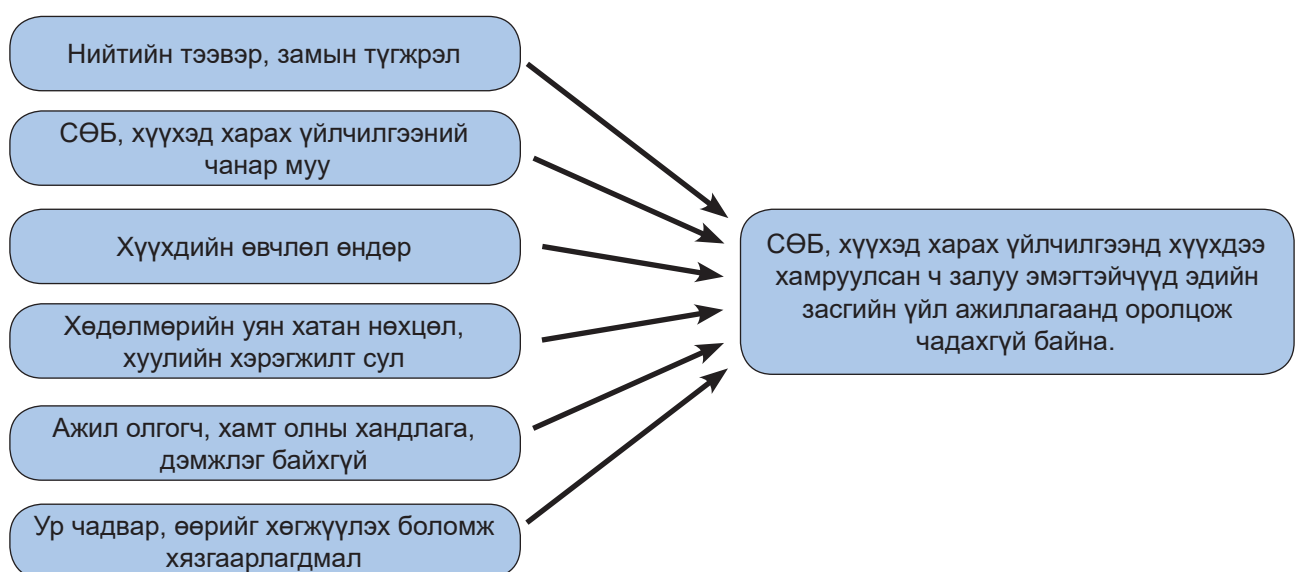 Нийтийн тээвэр, замын түгжрэл
СӨБ, хүүхэд харах үйлчилгээний
чанар муу
Хүүхдийн өвчлөл өндөр
Хөдөлмөрийн уян хатан нөхцөл,
хуулийн хэрэгжилт сул
Ажил олгогч, хамт олны хандлага,
дэмжлэг байхгүй
Ур чадвар, өөрийг хөгжүүлэх боломж
хязгаарлагдмал
СӨБ, хүүхэд харах үйлчилгээнд хүүхдээ
хамруулсан ч залуу эмэгтэйчүүд эдийн
засгийн үйл ажиллагаанд оролцож
чадахгүй байна.